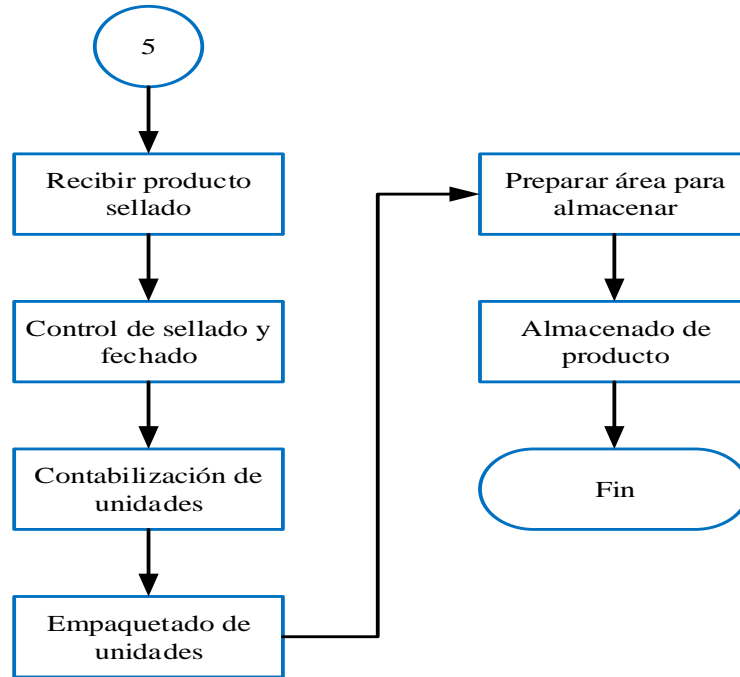 5
Recibir producto
sellado
Control de sellado y
fechado
Contabilización de
unidades
Empaquetado de
unidades
Preparar área para
almacenar
Almacenado de
producto
Fin